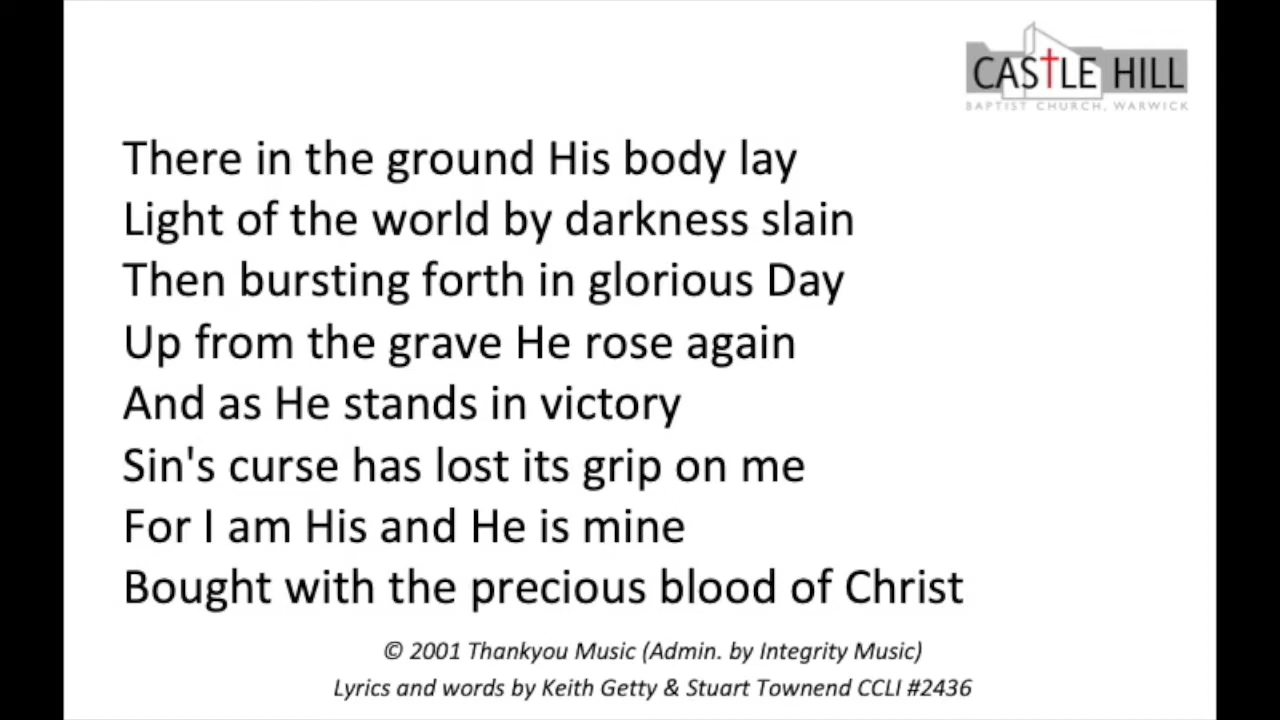 CASTLE HILL
BAPTIST CHURCH, WARWICK
There in the ground His body lay
Light of the world by darkness slain
Then bursting forth in glorious Day
Up from the grave He rose again
And as He stands in victory
Sin's curse has lost its grip on me
For I am His and He is mine
Bought with the precious blood of Christ
© 2001 Thankyou Music (Admin. by Integrity Music)
Lyrics and words by Keith Getty & Stuart Townend CCLI #2436